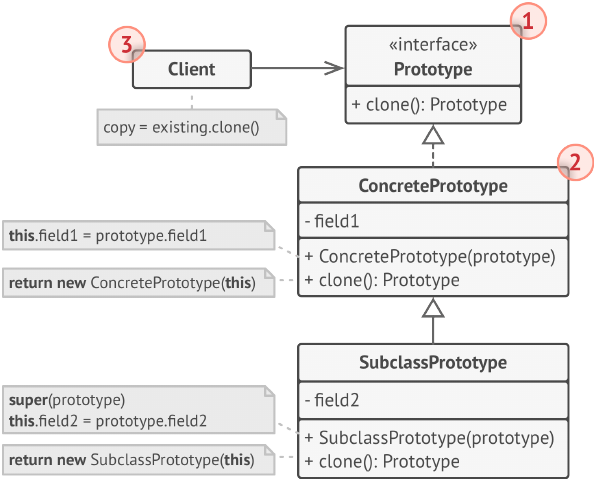 1
«interface»
Prototype
+ clone(): Prototype
3
Client
copy = existing.clone()
2
ConcretePrototype
- field1
+ ConcretePrototype(prototype)
+ clone(): Prototype
this.field1 = prototype.field1
return new ConcretePrototype(this)
SubclassPrototype
- field2
+ SubclassPrototype(prototype)
+ clone(): Prototype
super(prototype)
this.field2 = prototype.field2
return new SubclassPrototype(this)